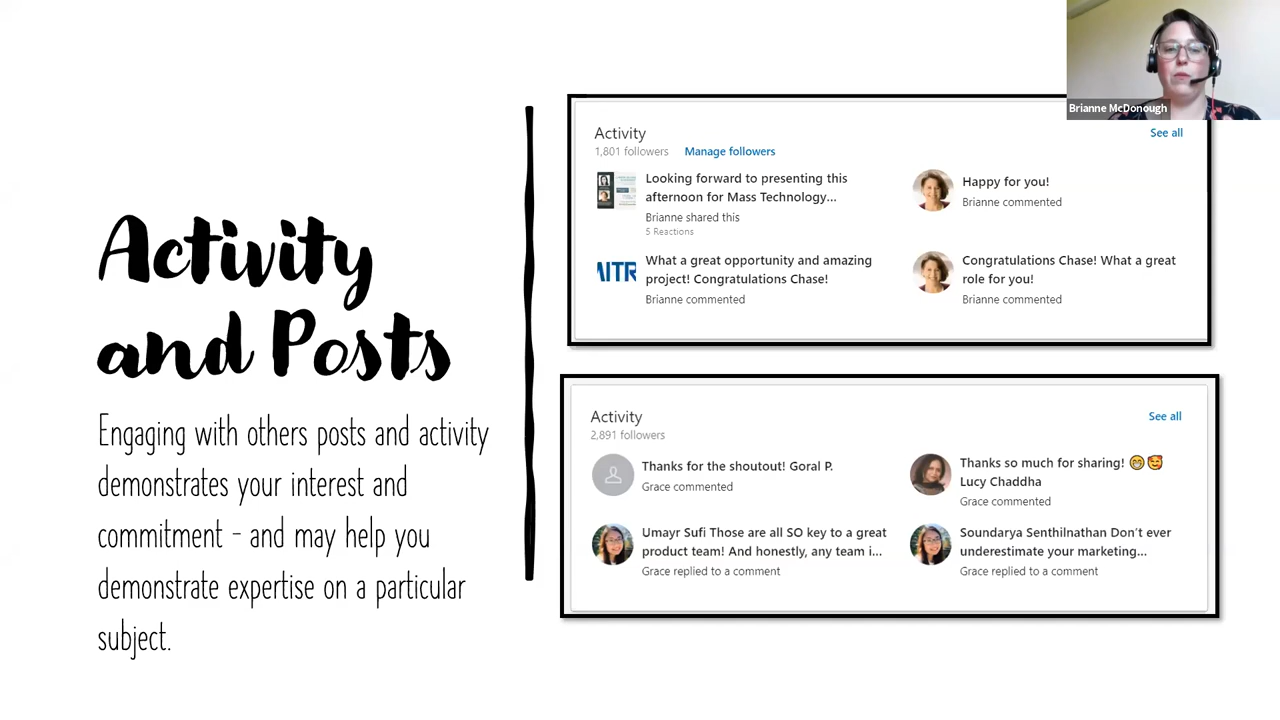 Brianne McDonough
Activity
and Posts
Engaging with others posts and activity
demonstrates your interest and
commitment - and may help you
demonstrate expertise on a particular
subject.
Activity
See all
1,801 followers Manage followers
Looking forward to presenting this
afternoon for Mass Technology...
Brianne shared this
5 Reactions
Happy for you!
Brianne commented
What a great opportunity and amazing
project! Congratulations Chase!
Brianne commented
Congratulations Chase! What a great
role for you!
Brianne commented
Activity
See all
2,891 followers
Thanks for the shoutout! Goral P.
Grace commented
Thanks so much for sharing! 😁🥰
Lucy Chaddha
Grace commented
Umayr Sufi Those are all SO key to a great
product team! And honestly, any team i...
Grace replied to a comment
Soundarya Senthilnathan Don't ever
underestimate your marketing...
Grace replied to a comment